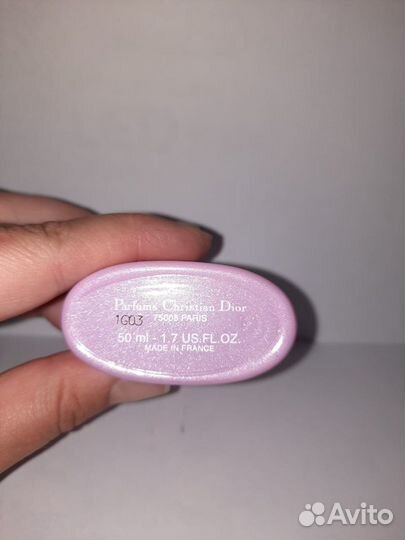 Parfums Christian Dior
1G03 75008 PARIS
50 ml - 1.7 US.FL.OZ.
MADE IN FRANCE
Avito